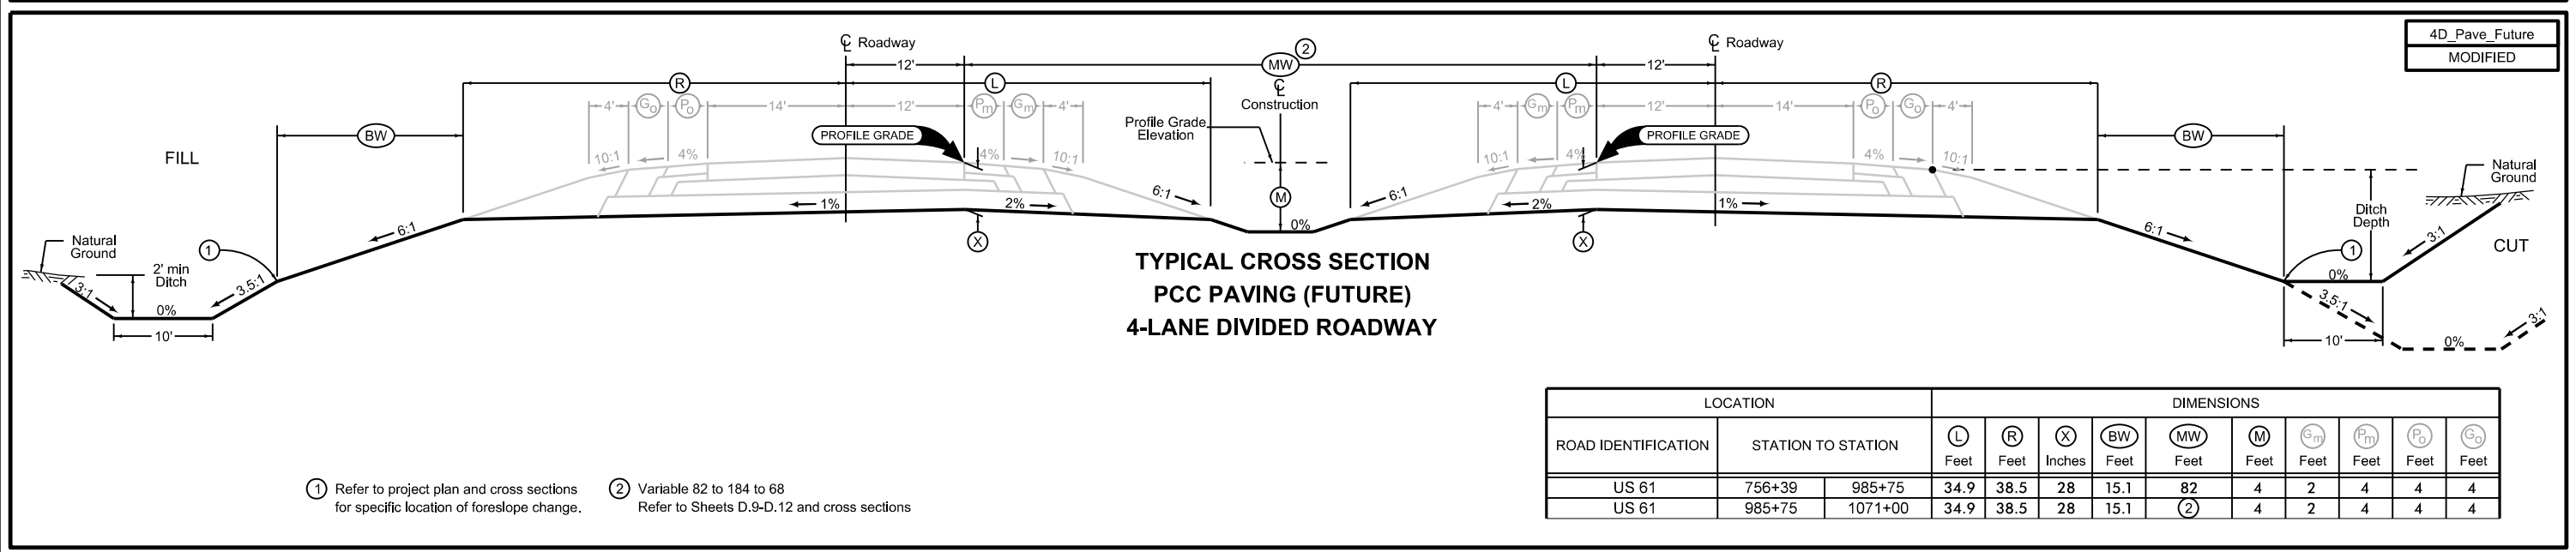 4D_Pave_Future
MODIFIED
℄ Roadway
2
℄ Roadway
12'
MW
12'
R
L
℄
Construction
L
R
4'
Go
Po
14'
12'
Pm
Gm
4'
4'
Gm
Pm
12'
14'
Po
Go
4'
BW
PROFILE GRADE
Profile Grade
Elevation
PROFILE GRADE
BW
FILL
10:1
4%
4%
10:1
10:1
4%
4%
10:1
Natural
Ground
6:1
M
6:1
1%
2%
0%
2%
1%
Ditch
Depth
6:1
X
X
6:1
3:1
CUT
Natural
Ground
1
1
2' min
Ditch
3:1
0%
3.5:1
10'
0%
3.5:1
10'
0%
3:1
TYPICAL CROSS SECTION
PCC PAVING (FUTURE)
4-LANE DIVIDED ROADWAY
LOCATION DIMENSIONS
ROAD IDENTIFICATION STATION TO STATION L R X BW MW M Gm Pm Po Go
Feet Feet Inches Feet Feet Feet Feet Feet Feet Feet
US 61 756+39 985+75 34.9 38.5 28 15.1 82 4 2 4 4 4
US 61 985+75 1071+00 34.9 38.5 28 15.1 2 4 2 4 4 4
1 Refer to project plan and cross sections
for specific location of foreslope change.
2 Variable 82 to 184 to 68
Refer to Sheets D.9-D.12 and cross sections